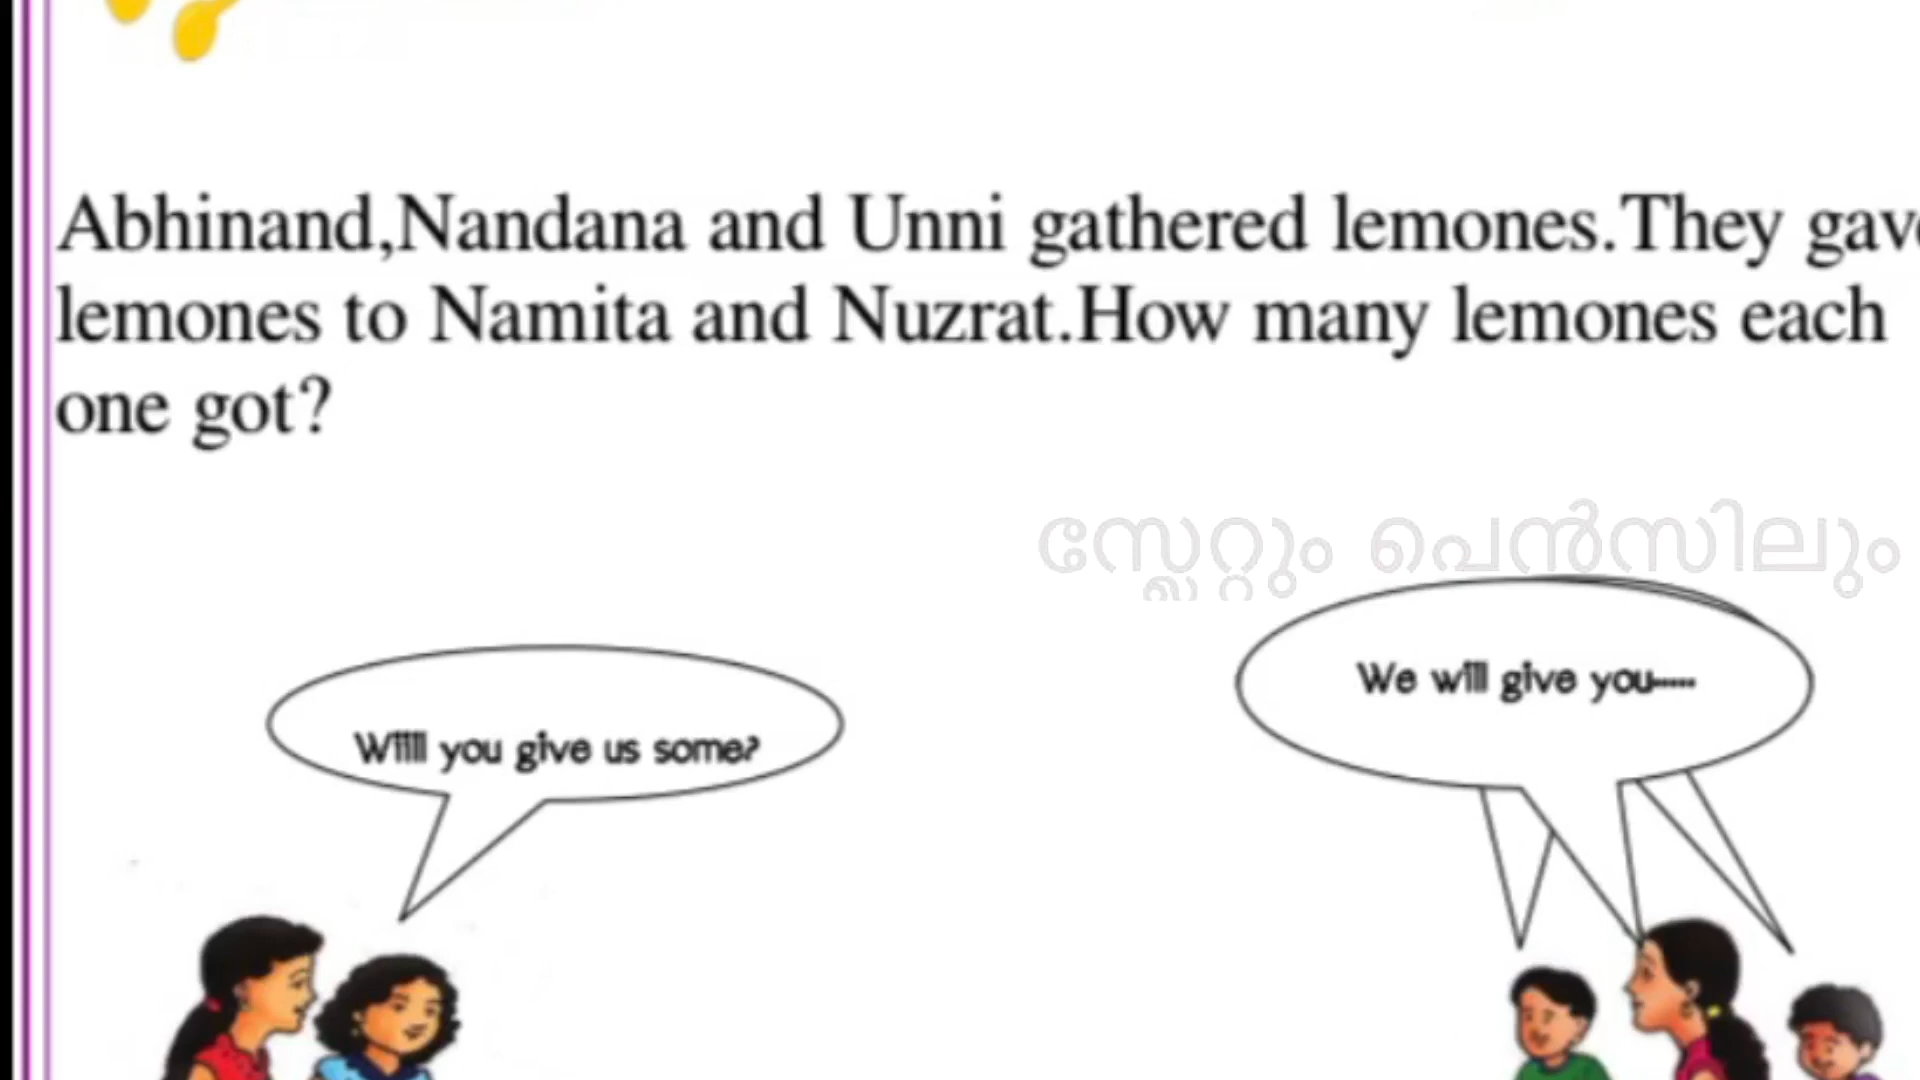 Abhinand,Nandana and Unni gathered lemones.They gave
lemones to Namita and Nuzrat.How many lemones each
one got?
സ്ലേറ്റും പെൻസിലും
We will give you-----
Wiill you give us some?